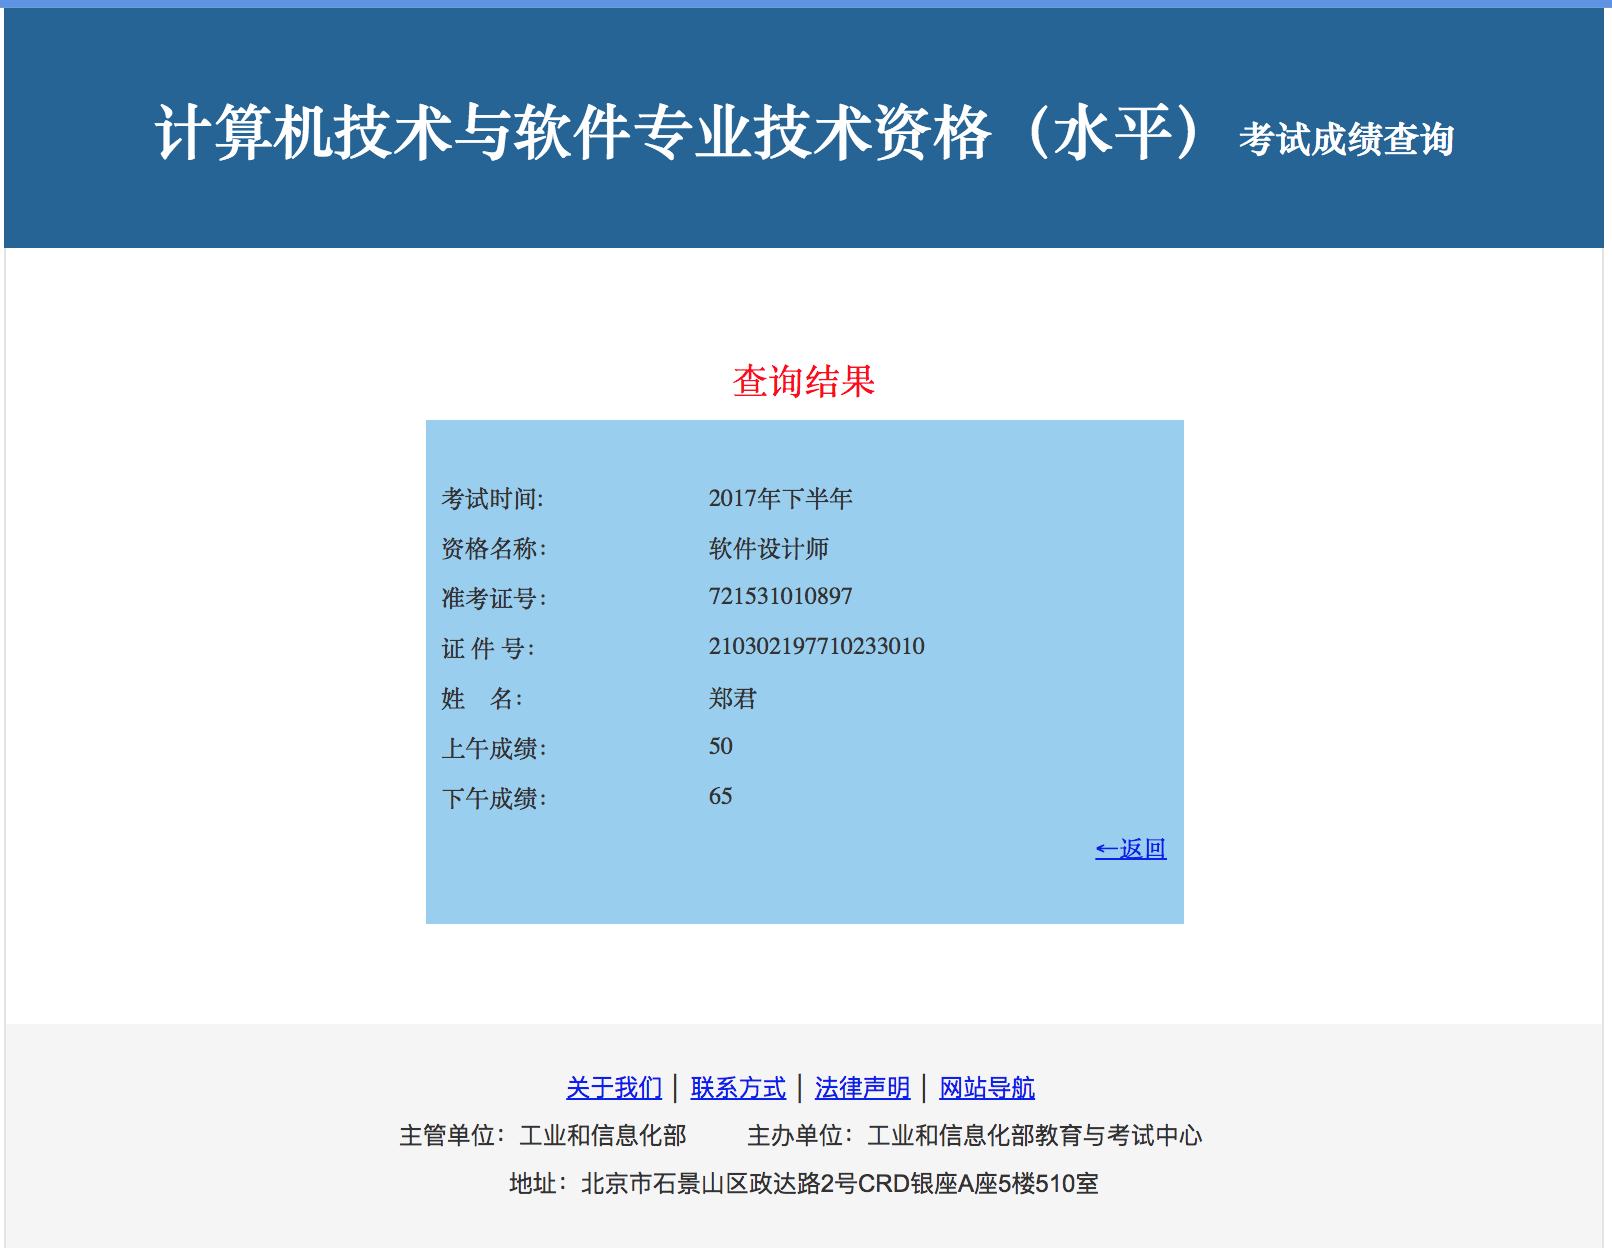 计算机技术与软件专业技术资格（水平）考试成绩查询
查询结果
考试时间: 2017年下半年
资格名称： 软件设计师
准考证号： 721531010897
证 件 号： 210302197710233010
姓　名： 郑君
上午成绩： 50
下午成绩： 65
←返回
关于我们 | 联系方式 | 法律声明 | 网站导航
主管单位：工业和信息化部　　主办单位：工业和信息化部教育与考试中心
地址：北京市石景山区政达路2号CRD银座A座5楼510室